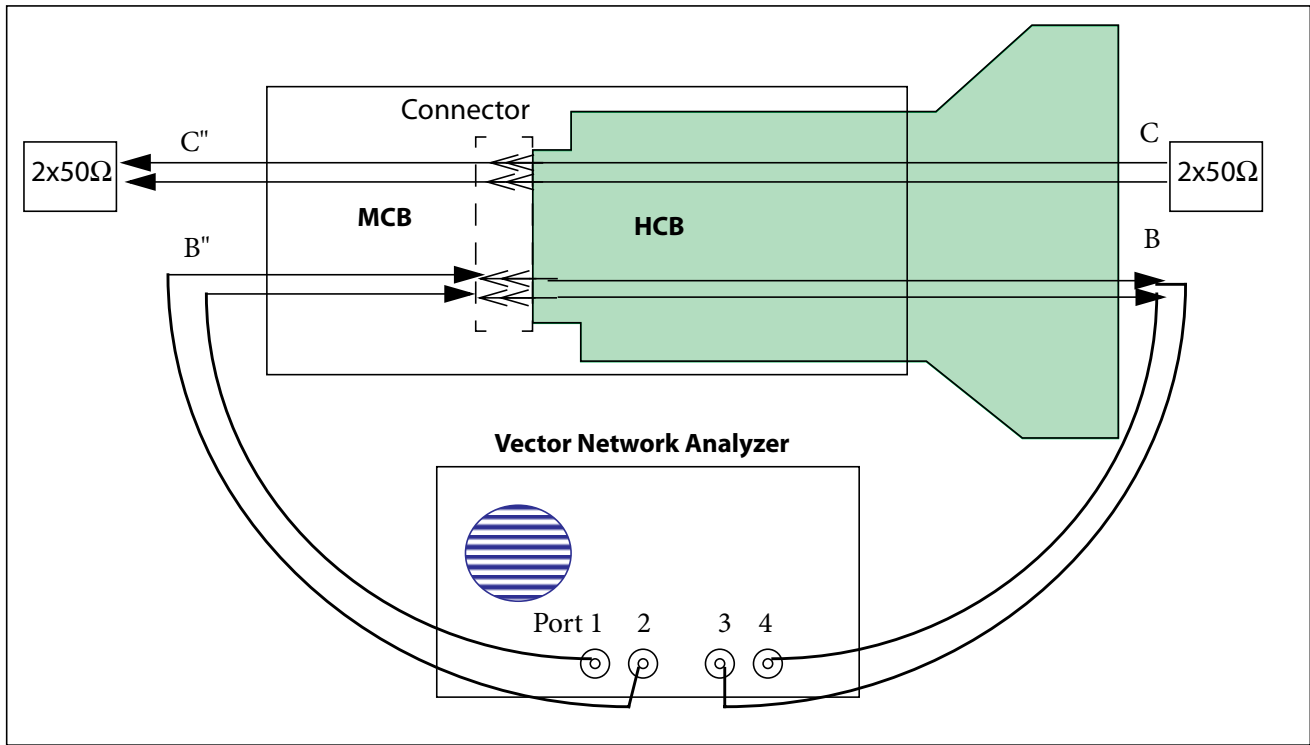 Connector
C"
C
2x50Ω
2x50Ω
MCB
HCB
B"
B
Vector Network Analyzer
Port 1 2 3 4